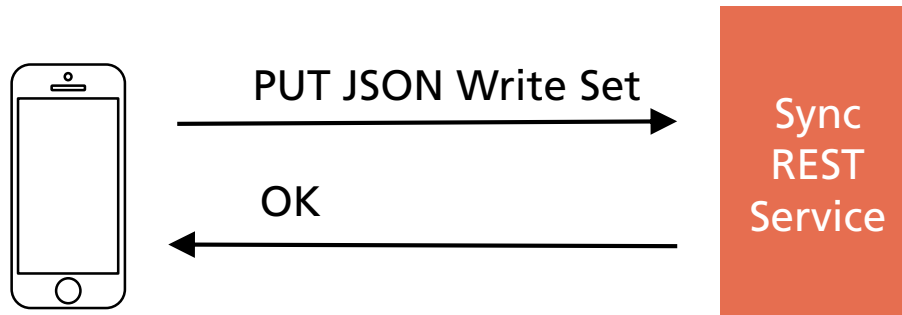 PUT JSON Write Set
OK
Sync
REST
Service